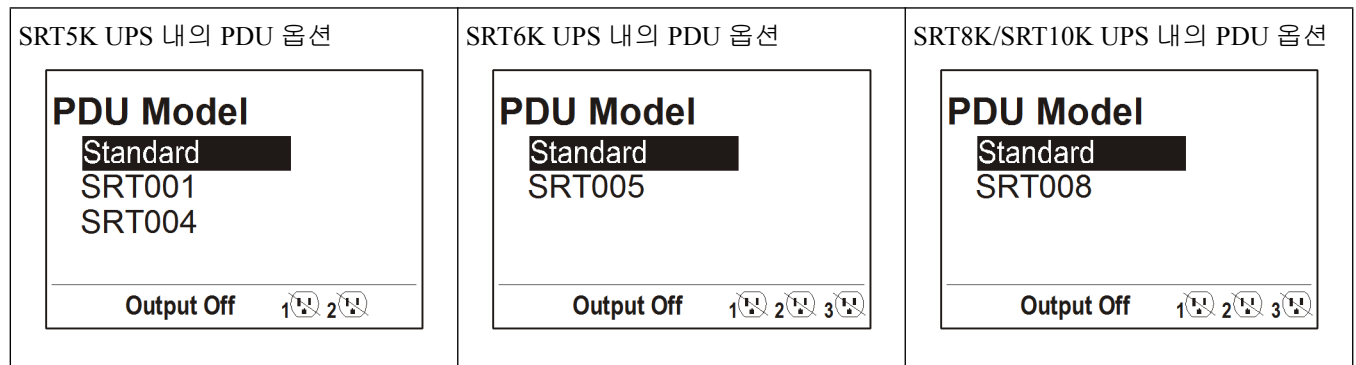 SRT5K UPS 내의 PDU 옵션
PDU Model
Standard
SRT001
SRT004
Output Off 1 2
SRT6K UPS 내의 PDU 옵션
PDU Model
Standard
SRT005
Output Off 1 2 3
SRT8K/SRT10K UPS 내의 PDU 옵션
PDU Model
Standard
SRT008
Output Off 1 2 3